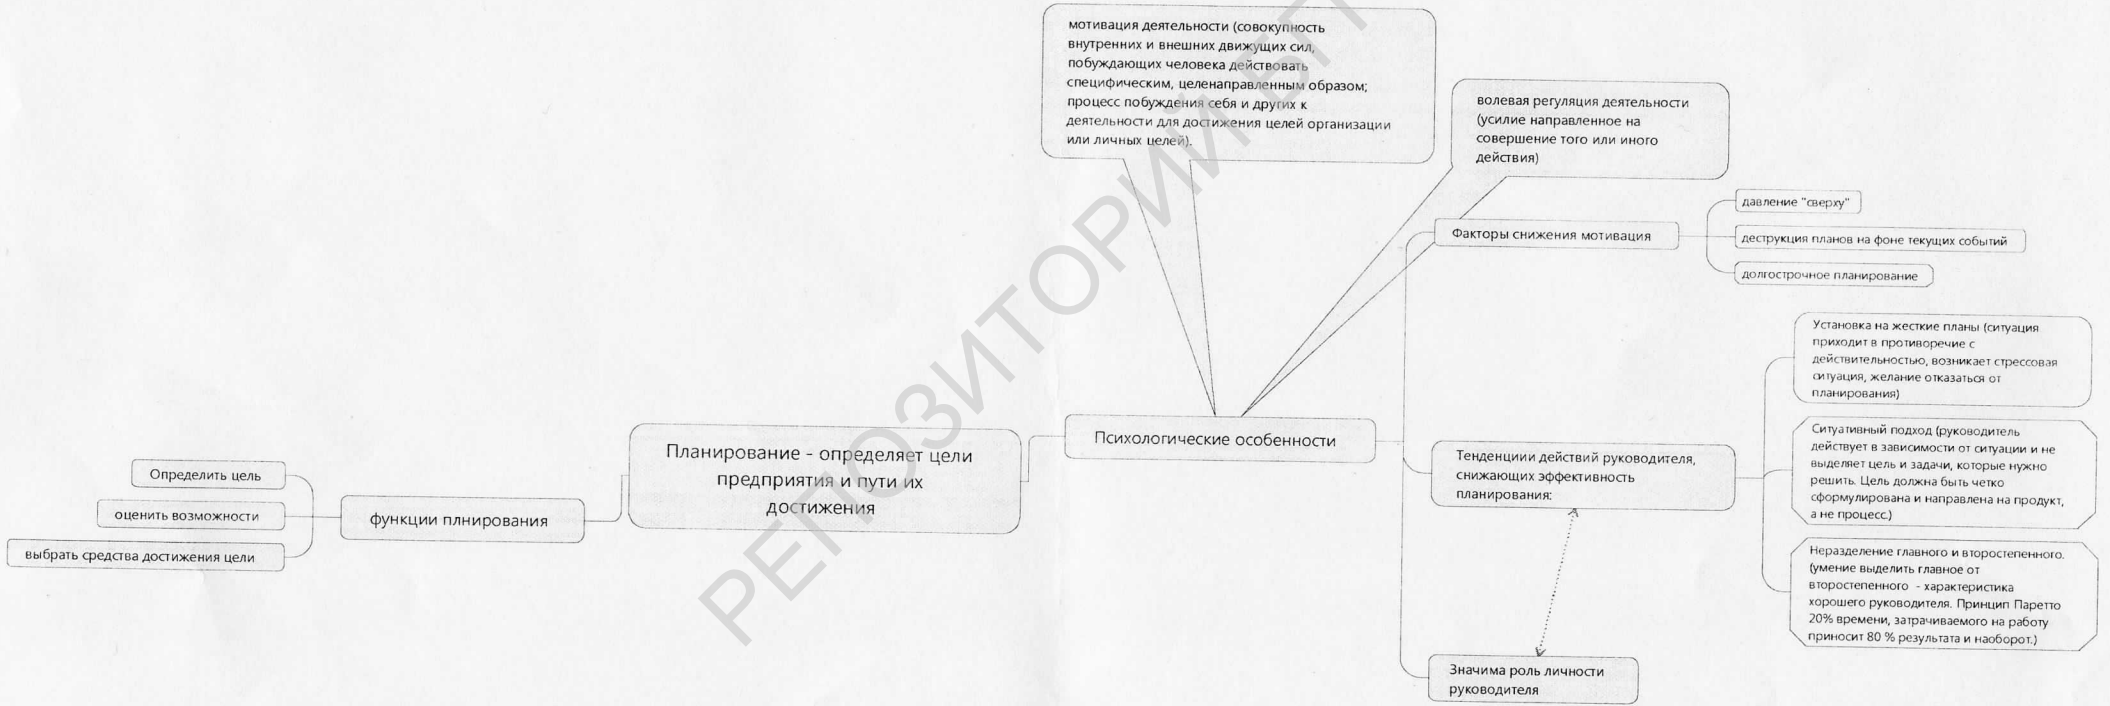 мотивация деятельности (совокупность
внутренних и внешних движущих сил,
побуждающих человека действовать
специфическим, целенаправленным образом;
процесс побуждения себя и других к
деятельности для достижения целей организации
или личных целей).
волевая регуляция деятельности
(усилие направленное на
совершение того или иного
действия)
Факторы снижения мотивация
давление "сверху"
деструкция планов на фоне текущих событий
долгострочное планирование
Установка на жесткие планы (ситуация
приходит в противоречие с
действительностью, возникает стрессовая
ситуация, желание отказаться от
планирования)
Психологические особенности
Планирование - определяет цели
предприятия и пути их
достижения
функции плнирования
Определить цель
оценить возможности
выбрать средства достижения цели
Тенденциии действий руководителя,
снижающих эффективность
планирования:
Ситуативный подход (руководитель
действует в зависимости от ситуации и не
выделяет цель и задачи, которые нужно
решить. Цель должна быть четко
сформулирована и направлена на продукт,
а не процесс.)
Неразделение главного и второстепенного.
(умение выделить главное от
второстепенного - характеристика
хорошего руководителя. Принцип Паретто
20% времени, затрачиваемого на работу
приносит 80 % результата и наоборот.)
Значима роль личности
руководителя
РЕПОЗИТОРИЙ БГП